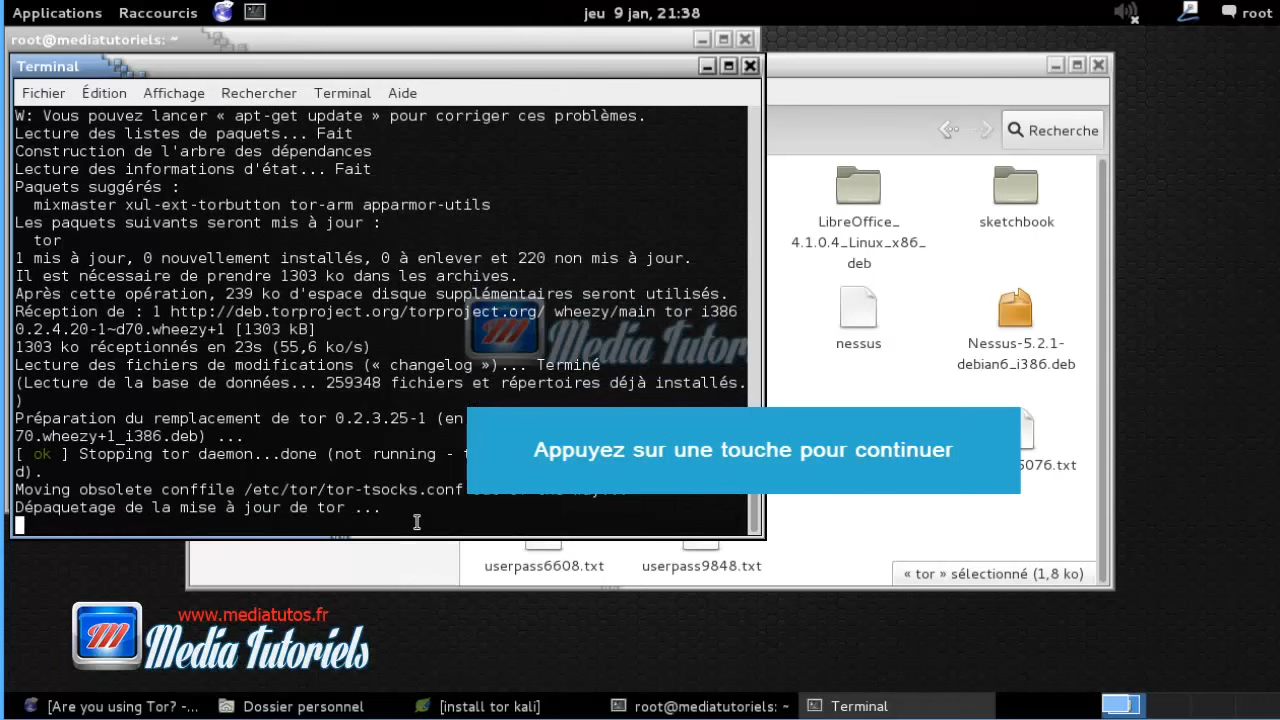 Applications Raccourcis jeu 9 jan, 21:38 root
root@mediatutoriels: ~
Terminal
Fichier Édition Affichage Rechercher Terminal Aide
W: Vous pouvez lancer « apt-get update » pour corriger ces problèmes.
Lecture des listes de paquets... Fait
Construction de l'arbre des dépendances
Lecture des informations d'état... Fait
Paquets suggérés :
mixmaster xul-ext-torbutton tor-arm apparmor-utils
Les paquets suivants seront mis à jour :
tor
1 mis à jour, 0 nouvellement installés, 0 à enlever et 220 non mis à jour.
Il est nécessaire de prendre 1303 ko dans les archives.
Après cette opération, 239 ko d'espace disque supplémentaires seront utilisés.
Réception de : 1 http://deb.torproject.org/torproject.org/ wheezy/main tor i386
0.2.4.20-1~d70.wheezy+1 [1303 kB]
1303 ko réceptionnés en 23s (55,6 ko/s)
Lecture des fichiers de modifications (« changelog »)... Terminé
(Lecture de la base de données... 259348 fichiers et répertoires déjà installés.
)
Préparation du remplacement de tor 0.2.3.25-1 (en
70.wheezy+1_i386.deb) ...
[ ok ] Stopping tor daemon...done (not running -
d).
Moving obsolete conffile /etc/tor/tor-tsocks.conf
Dépaquetage de la mise à jour de tor ...
Media Tutor
Appuyez sur une touche pour continuer
Recherche
LibreOffice_
4.1.0.4_Linux_x86_
deb
sketchbook
nessus
Nessus-5.2.1-
debian6_i386.deb
5076.txt
userpass6608.txt userpass9848.txt
« tor » sélectionné (1,8 ko)
www.mediatutos.fr
Media Tutoriels
[Are you using Tor? -... Dossier personnel [install tor kali] root@mediatutoriels: ~ Terminal